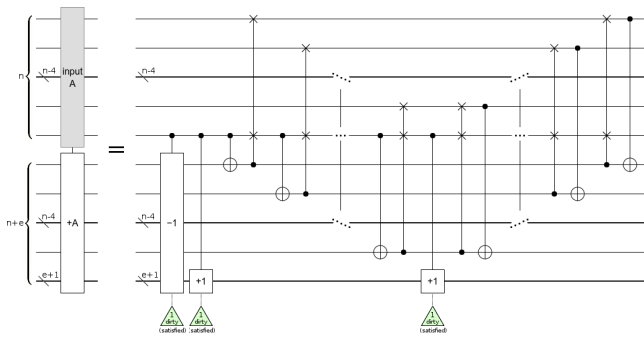 n
n-4
input
A
n-4
...
n+e
n-4
+A
n-4
−1
e+1
e+1
+1
+1
1
dirty
(satisfied)
1
dirty
(satisfied)
1
dirty
(satisfied)